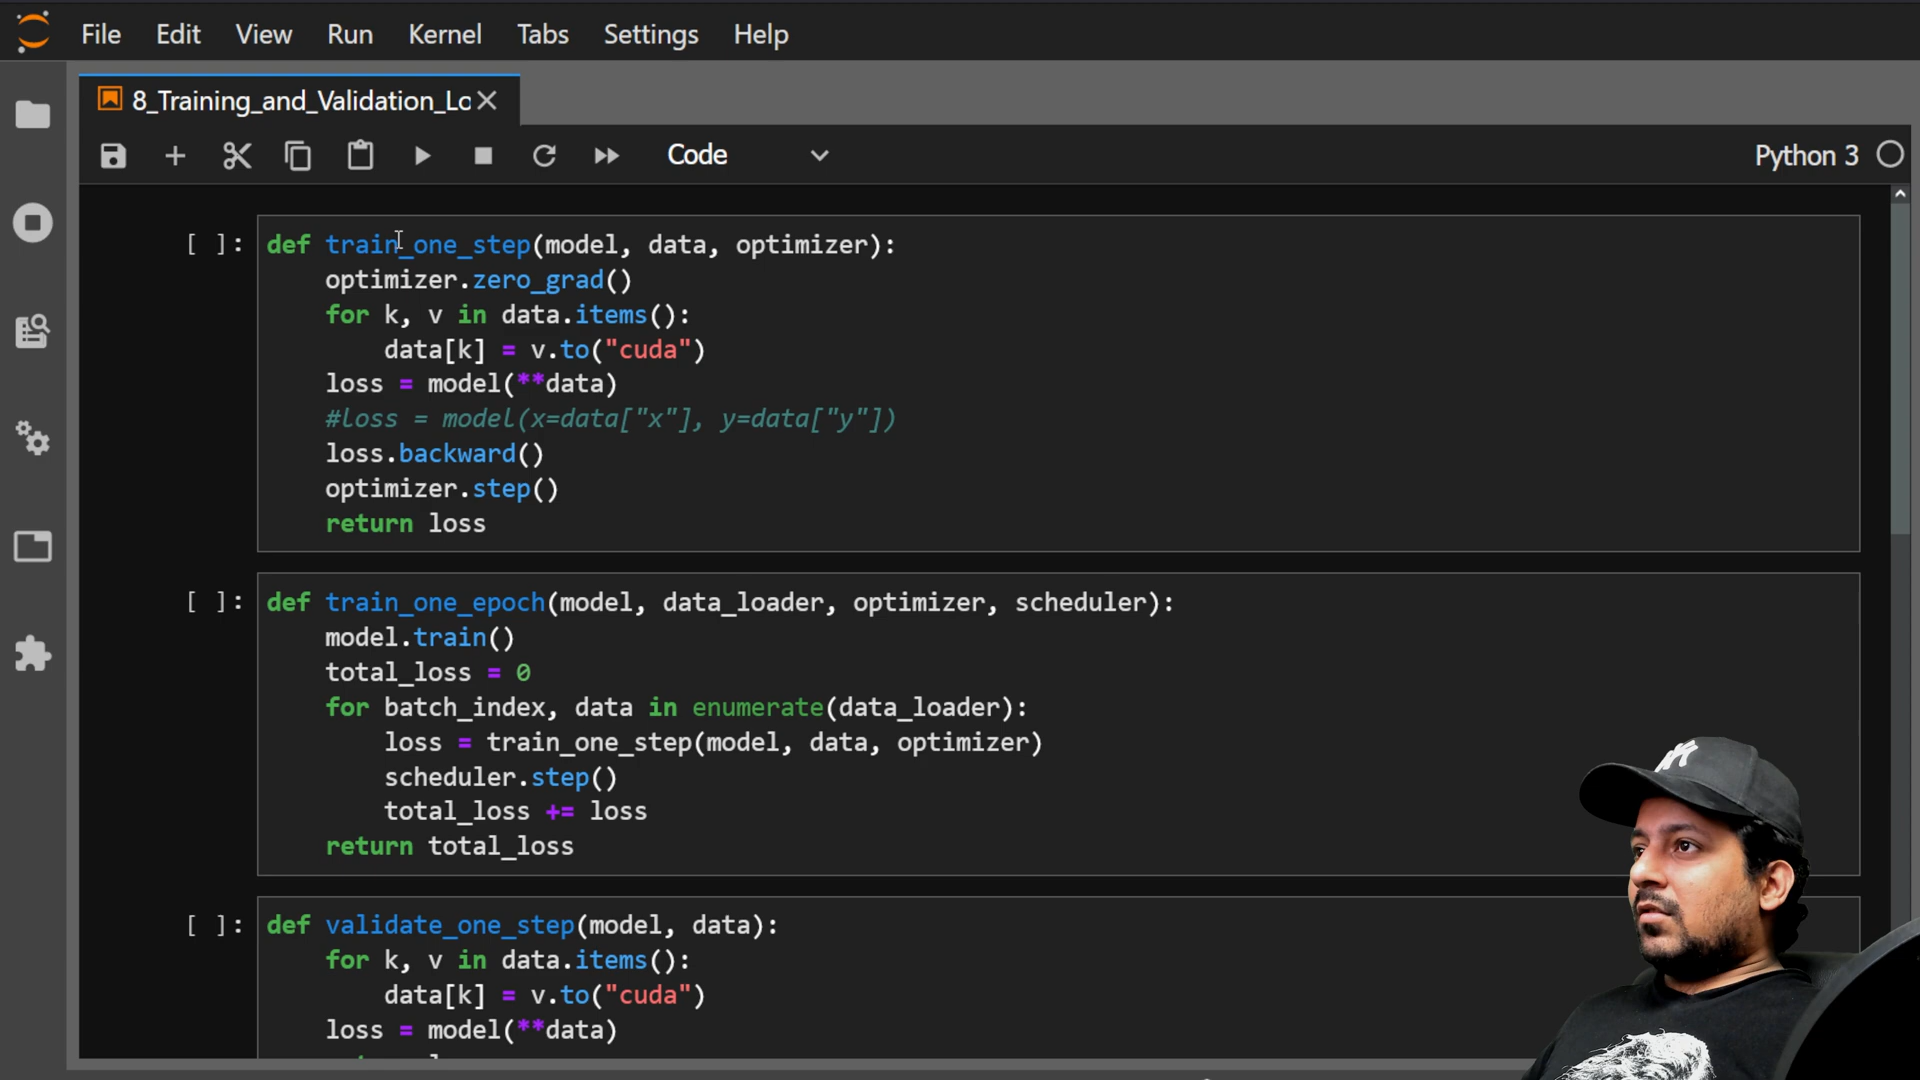 File Edit View Run Kernel Tabs Settings Help
8_Training_and_Validation_Lo
Code
Python 3
[ ]: def train_one_step(model, data, optimizer):
optimizer.zero_grad()
for k, v in data.items():
data[k] = v.to("cuda")
loss = model(**data)
#loss = model(x=data["x"], y=data["y"])
loss.backward()
optimizer.step()
return loss
[ ]: def train_one_epoch(model, data_loader, optimizer, scheduler):
model.train()
total_loss = 0
for batch_index, data in enumerate(data_loader):
loss = train_one_step(model, data, optimizer)
scheduler.step()
total_loss += loss
return total_loss
[ ]: def validate_one_step(model, data):
for k, v in data.items():
data[k] = v.to("cuda")
loss = model(**data)